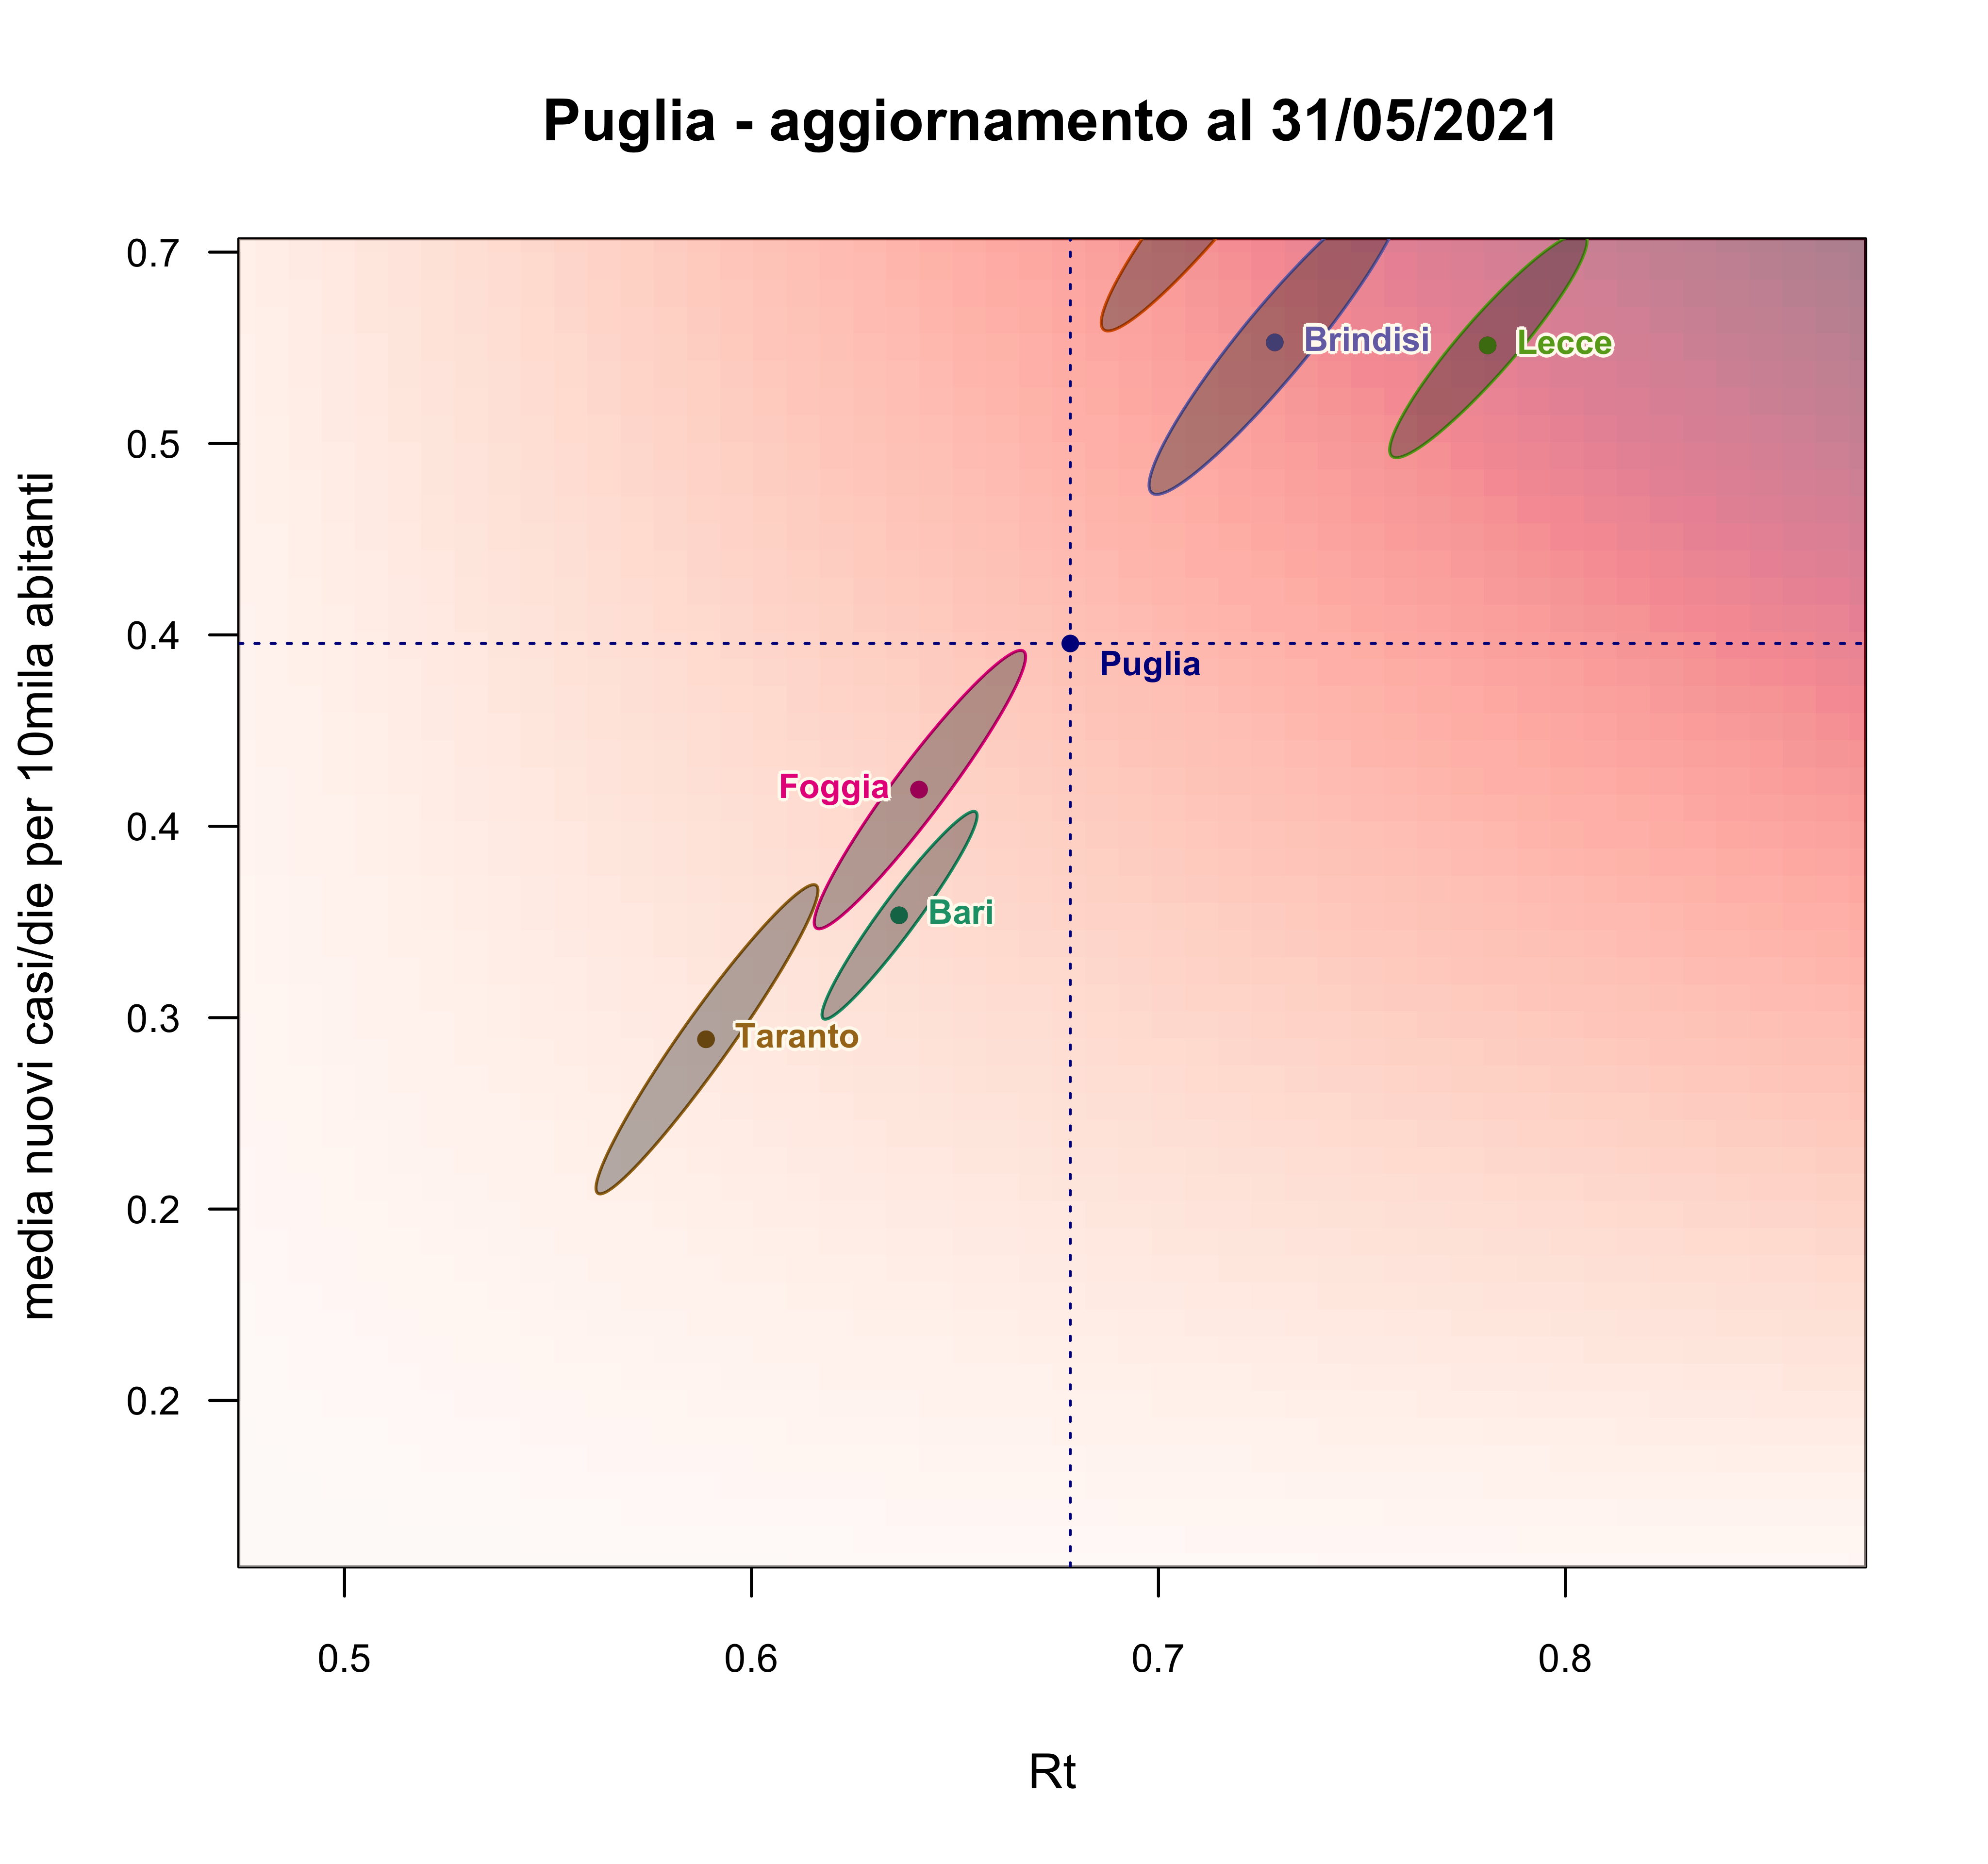 Puglia - aggiornamento al 31/05/2021
media nuovi casi/die per 10mila abitanti
0.7
0.5
0.4
0.4
0.3
0.2
0.2
Brindisi
Lecce
Puglia
Foggia
Bari
Taranto
0.5
0.6
0.7
0.8
Rt